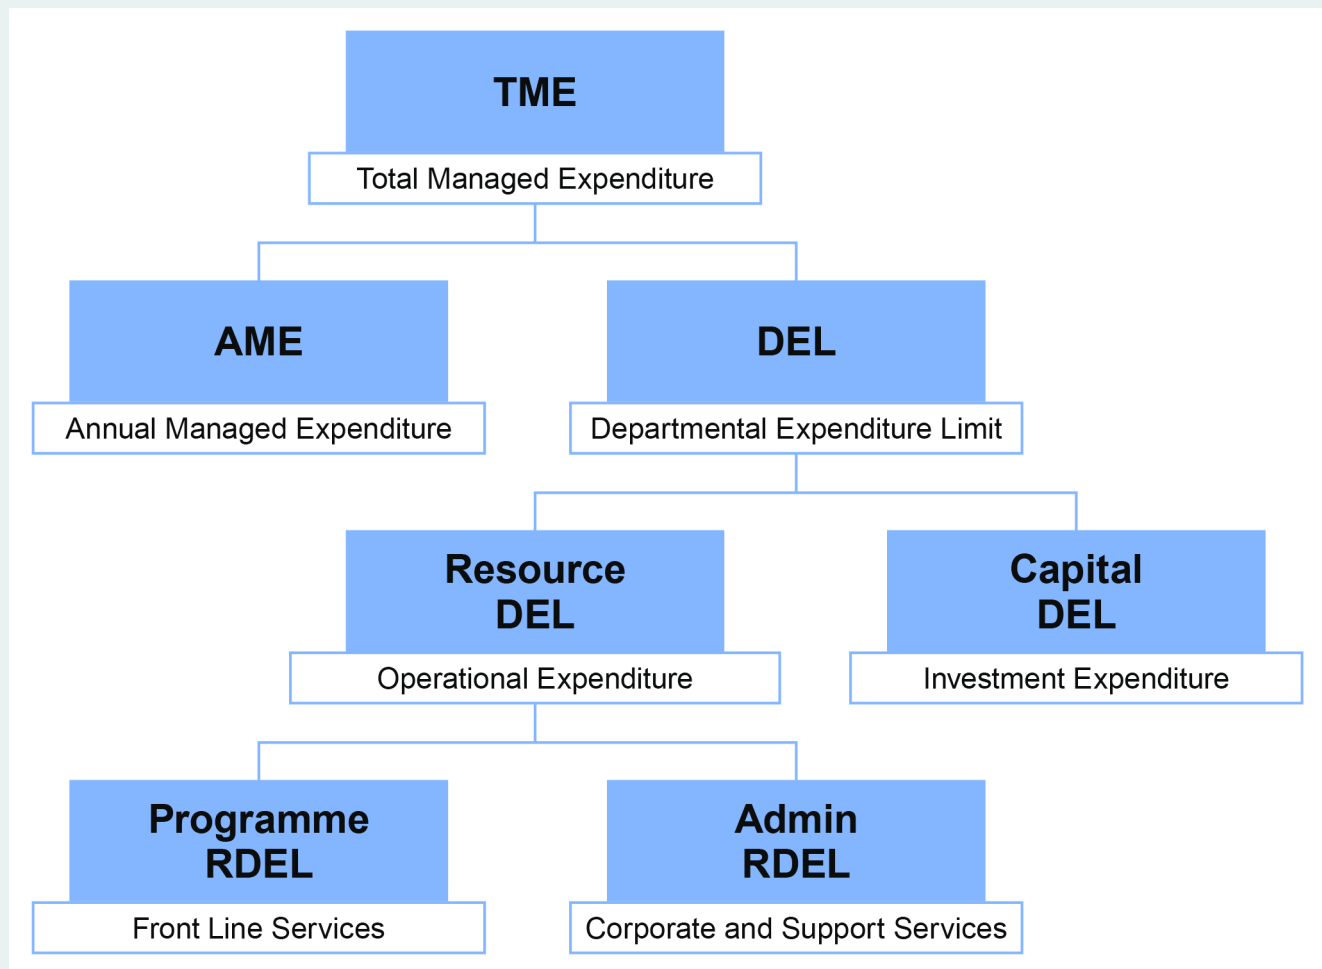 TME
Total Managed Expenditure
AME
Annual Managed Expenditure
DEL
Departmental Expenditure Limit
Resource
DEL
Operational Expenditure
Capital
DEL
Investment Expenditure
Programme
RDEL
Front Line Services
Admin
RDEL
Corporate and Support Services